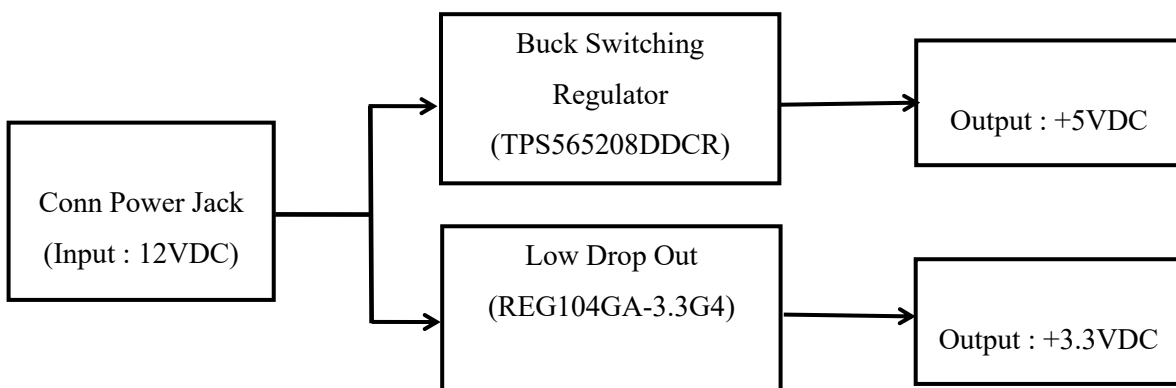 Conn Power Jack
(Input : 12VDC)
Buck Switching
Regulator
(TPS565208DDCR)
Output : +5VDC
Low Drop Out
(REG104GA-3.3G4)
Output : +3.3VDC